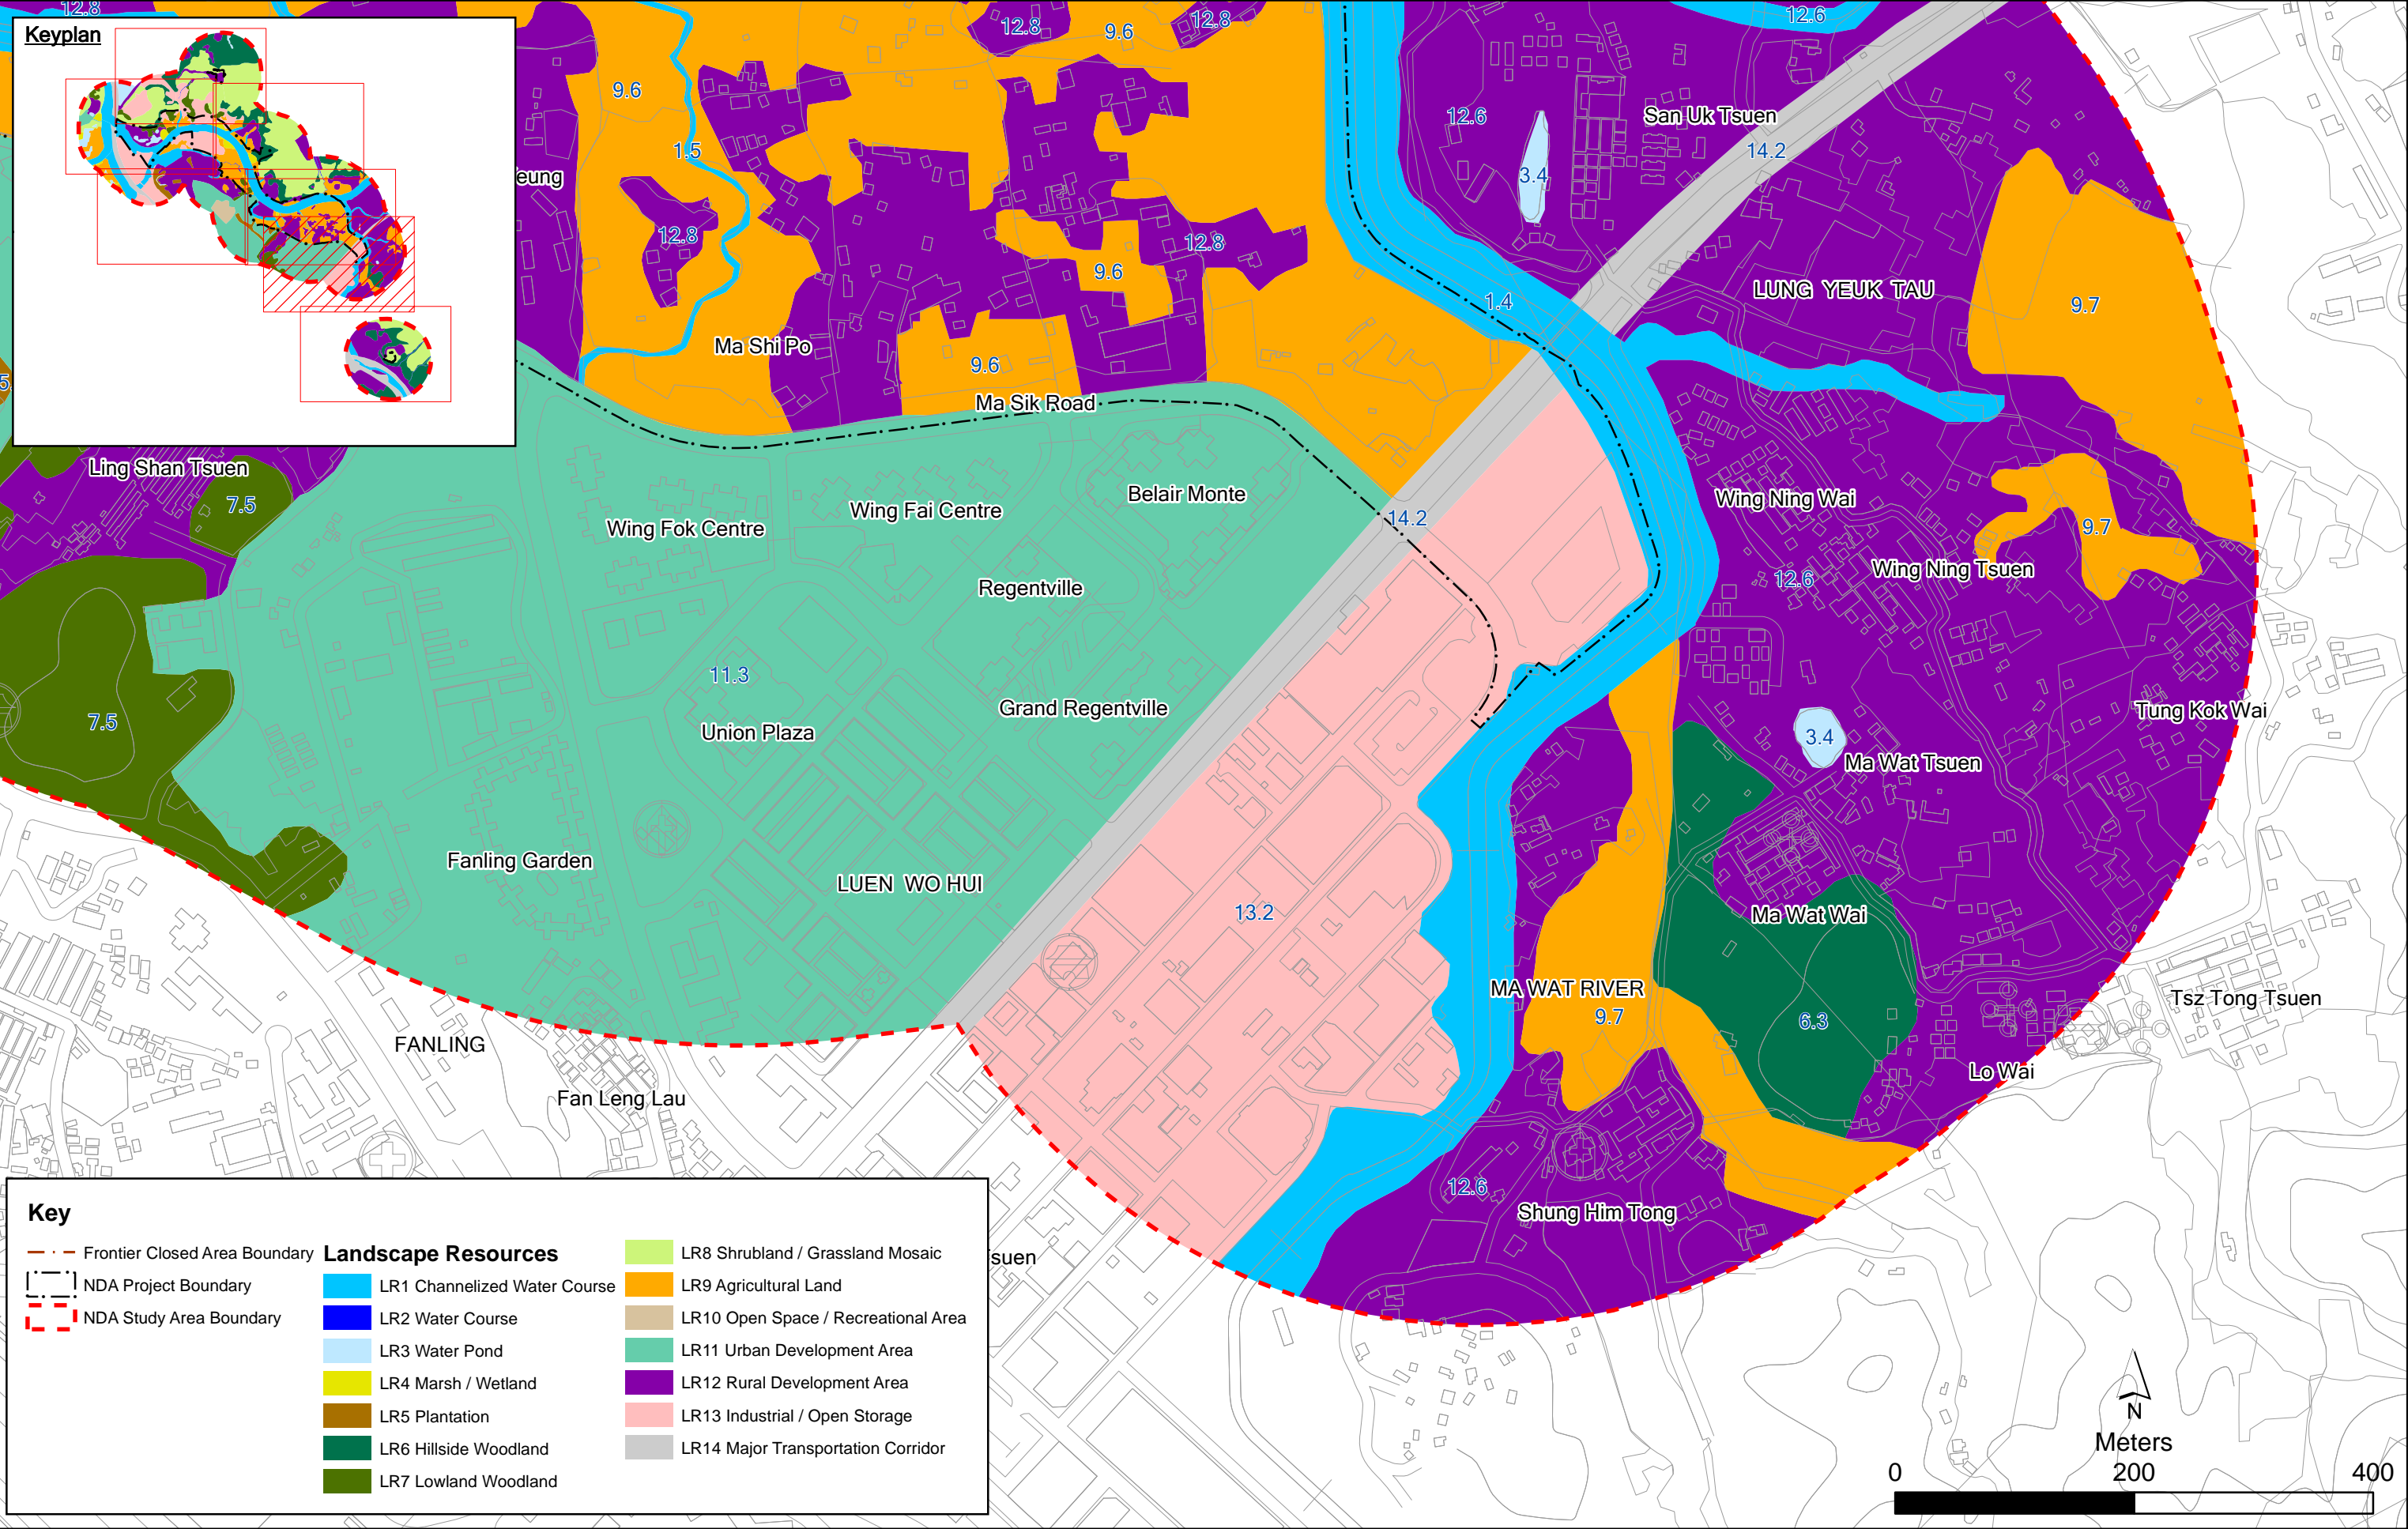 12.8
Keyplan
12.8
9.6
12.8
12.6
9.6
12.6
San Uk Tsuen
1.5
14.2
eung
3.4
12.8
12.8
9.6
LUNG YEUK TAU
1.4
9.7
Ma Shi Po
9.6
5
Ma Sik Road
Ling Shan Tsuen
7.5
Belair Monte
Wing Ning Wai
Wing Fai Centre
14.2
Wing Fok Centre
9.7
Wing Ning Tsuen
12.6
Regentville
11.3
Grand Regentville
Tung Kok Wai
7.5
Union Plaza
3.4
Ma Wat Tsuen
Fanling Garden
LUEN WO HUI
13.2
Ma Wat Wai
MA WAT RIVER
9.7
6.3
Tsz Tong Tsuen
FANLING
Lo Wai
Fan Leng Lau
12.6
Shung Him Tong
suen
Key
Frontier Closed Area Boundary
NDA Project Boundary
NDA Study Area Boundary
Landscape Resources
LR1 Channelized Water Course
LR2 Water Course
LR3 Water Pond
LR4 Marsh / Wetland
LR5 Plantation
LR6 Hillside Woodland
LR7 Lowland Woodland
LR8 Shrubland / Grassland Mosaic
LR9 Agricultural Land
LR10 Open Space / Recreational Area
LR11 Urban Development Area
LR12 Rural Development Area
LR13 Industrial / Open Storage
LR14 Major Transportation Corridor
N
Meters
0 200 400